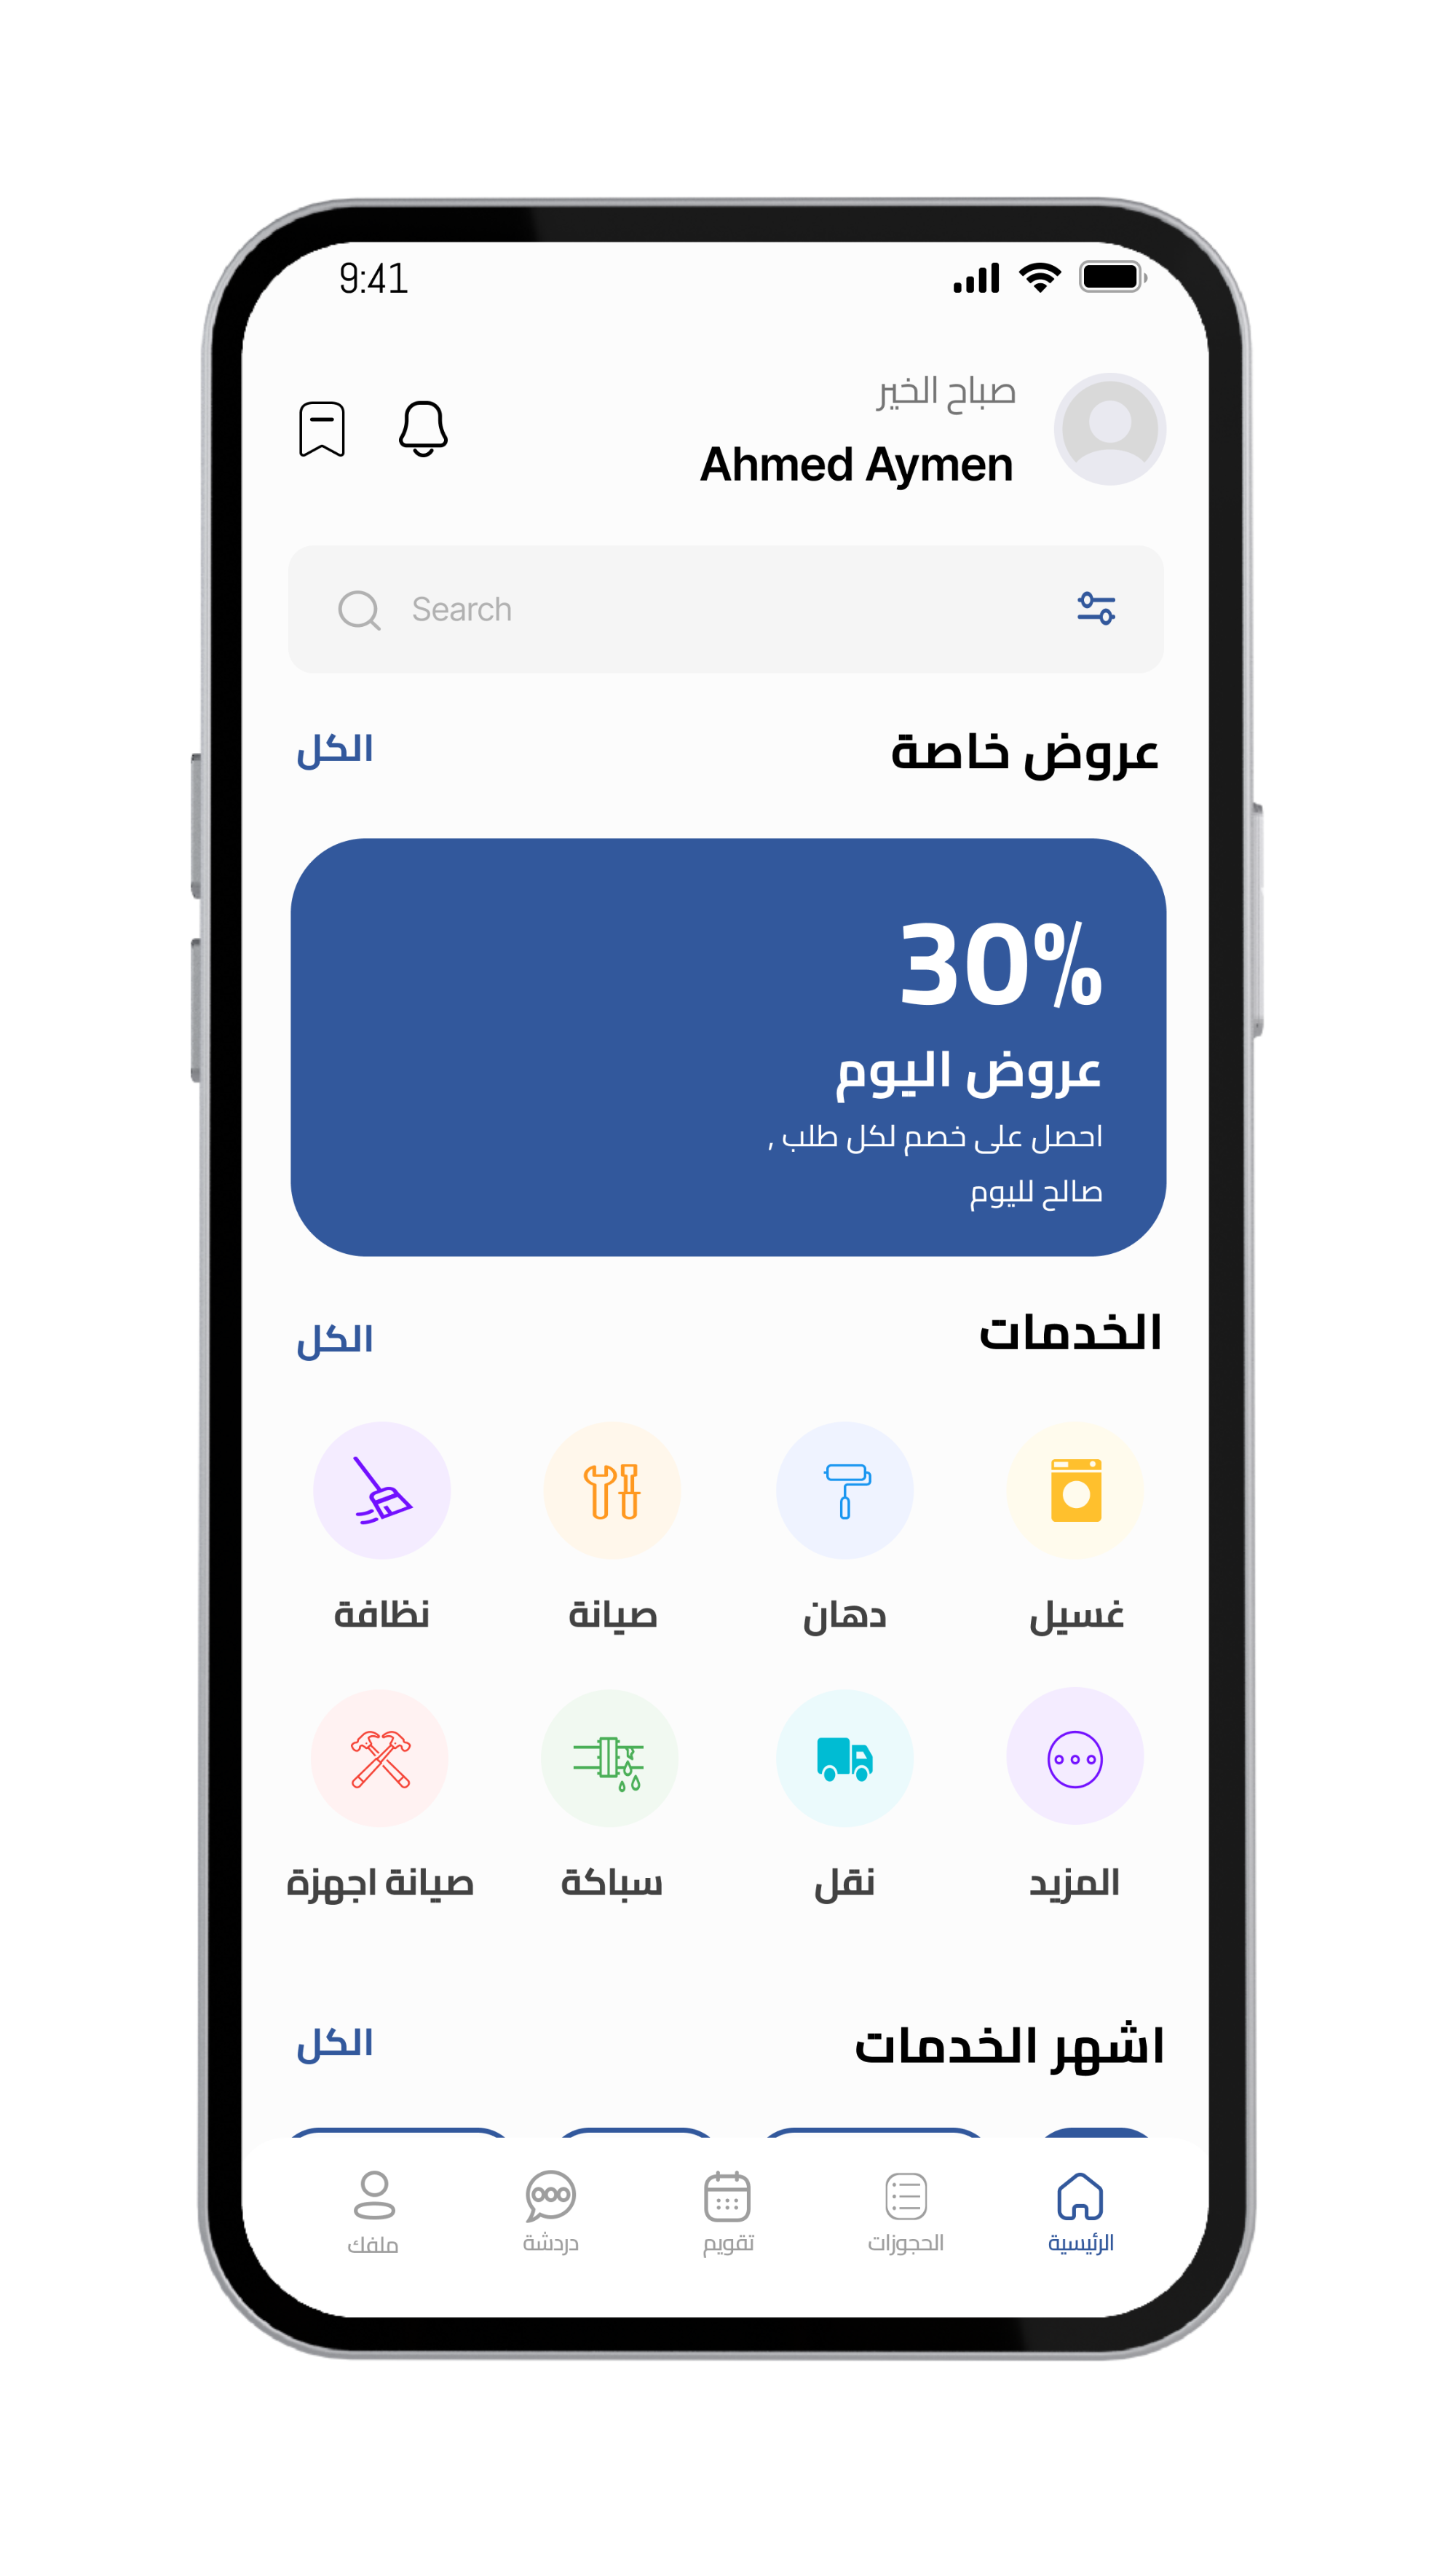 9:41
صباح الخير
Ahmed Aymen
Search
عروض خاصة
الكل
30%
عروض اليوم
احصل على خصم لكل طلب ,
صالح لليوم
الخدمات
الكل
غسيل
دهان
صيانة
نظافة
المزيد
نقل
سباكة
صيانة اجهزة
اشهر الخدمات
الكل
الرئيسية
الحجوزات
تقويم
دردشة
ملفك